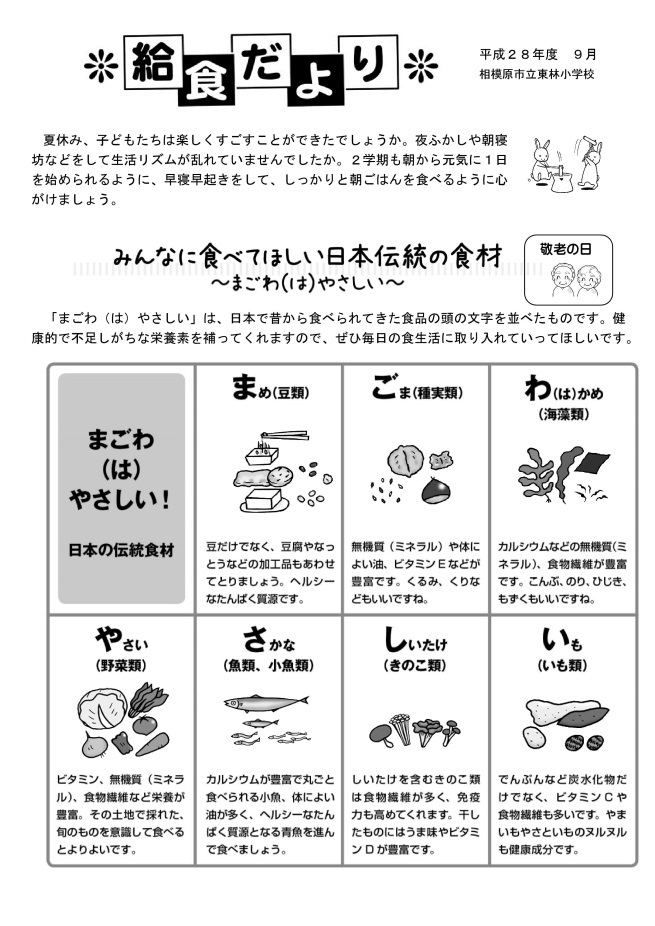 給食だより
平成２８年度　９月
相模原市立東林小学校
夏休み、子どもたちは楽しくすごすことができたでしょうか。夜ふかしや朝寝
坊などをして生活リズムが乱れていませんでしたか。２学期も朝から元気に１日
を始められるように、早寝早起きをして、しっかりと朝ごはんを食べるように心
がけましょう。
みんなに食べてほしい日本伝統の食材
～まごわ(は)やさしい～
敬老の日
「まごわ（は）やさしい」は、日本で昔から食べられてきた食品の頭の文字を並べたものです。健
康的で不足しがちな栄養素を補ってくれますので、ぜひ毎日の食生活に取り入れていってほしいです。
まごわ
（は）
やさしい！
日本の伝統食材
まめ（豆類）
豆だけでなく、豆腐やなっ
とうなどの加工品もあわせ
てとりましょう。ヘルシー
なたんぱく質源です。
ごま（種実類）
無機質（ミネラル）や体に
よい油、ビタミンＥなどが
豊富です。くるみ、くりな
どもいいですね。
わ（は）かめ
（海藻類）
カルシウムなどの無機質（ミ
ネラル）、食物繊維が豊富
です。こんぶ、のり、ひじき、
もずくもいいですね。
やさい
（野菜類）
ビタミン、無機質（ミネラ
ル）、食物繊維など栄養が
豊富。その土地で採れた、
旬のものを意識して食べる
とよりよいです。
さかな
（魚類、小魚類）
カルシウムが豊富で丸ごと
食べられる小魚、体によい
油が多く、ヘルシーなたん
ぱく質源となる青魚を進ん
で食べましょう。
しいたけ
（きのこ類）
しいたけを含むきのこ類
は食物繊維が多く、免疫
力も高めてくれます。干し
たものにはうま味やビタミ
ンＤが豊富です。
いも
（いも類）
でんぷんなど炭水化物だ
けでなく、ビタミンＣや
食物繊維も多いです。やま
いもやさといものヌルヌル
も健康成分です。